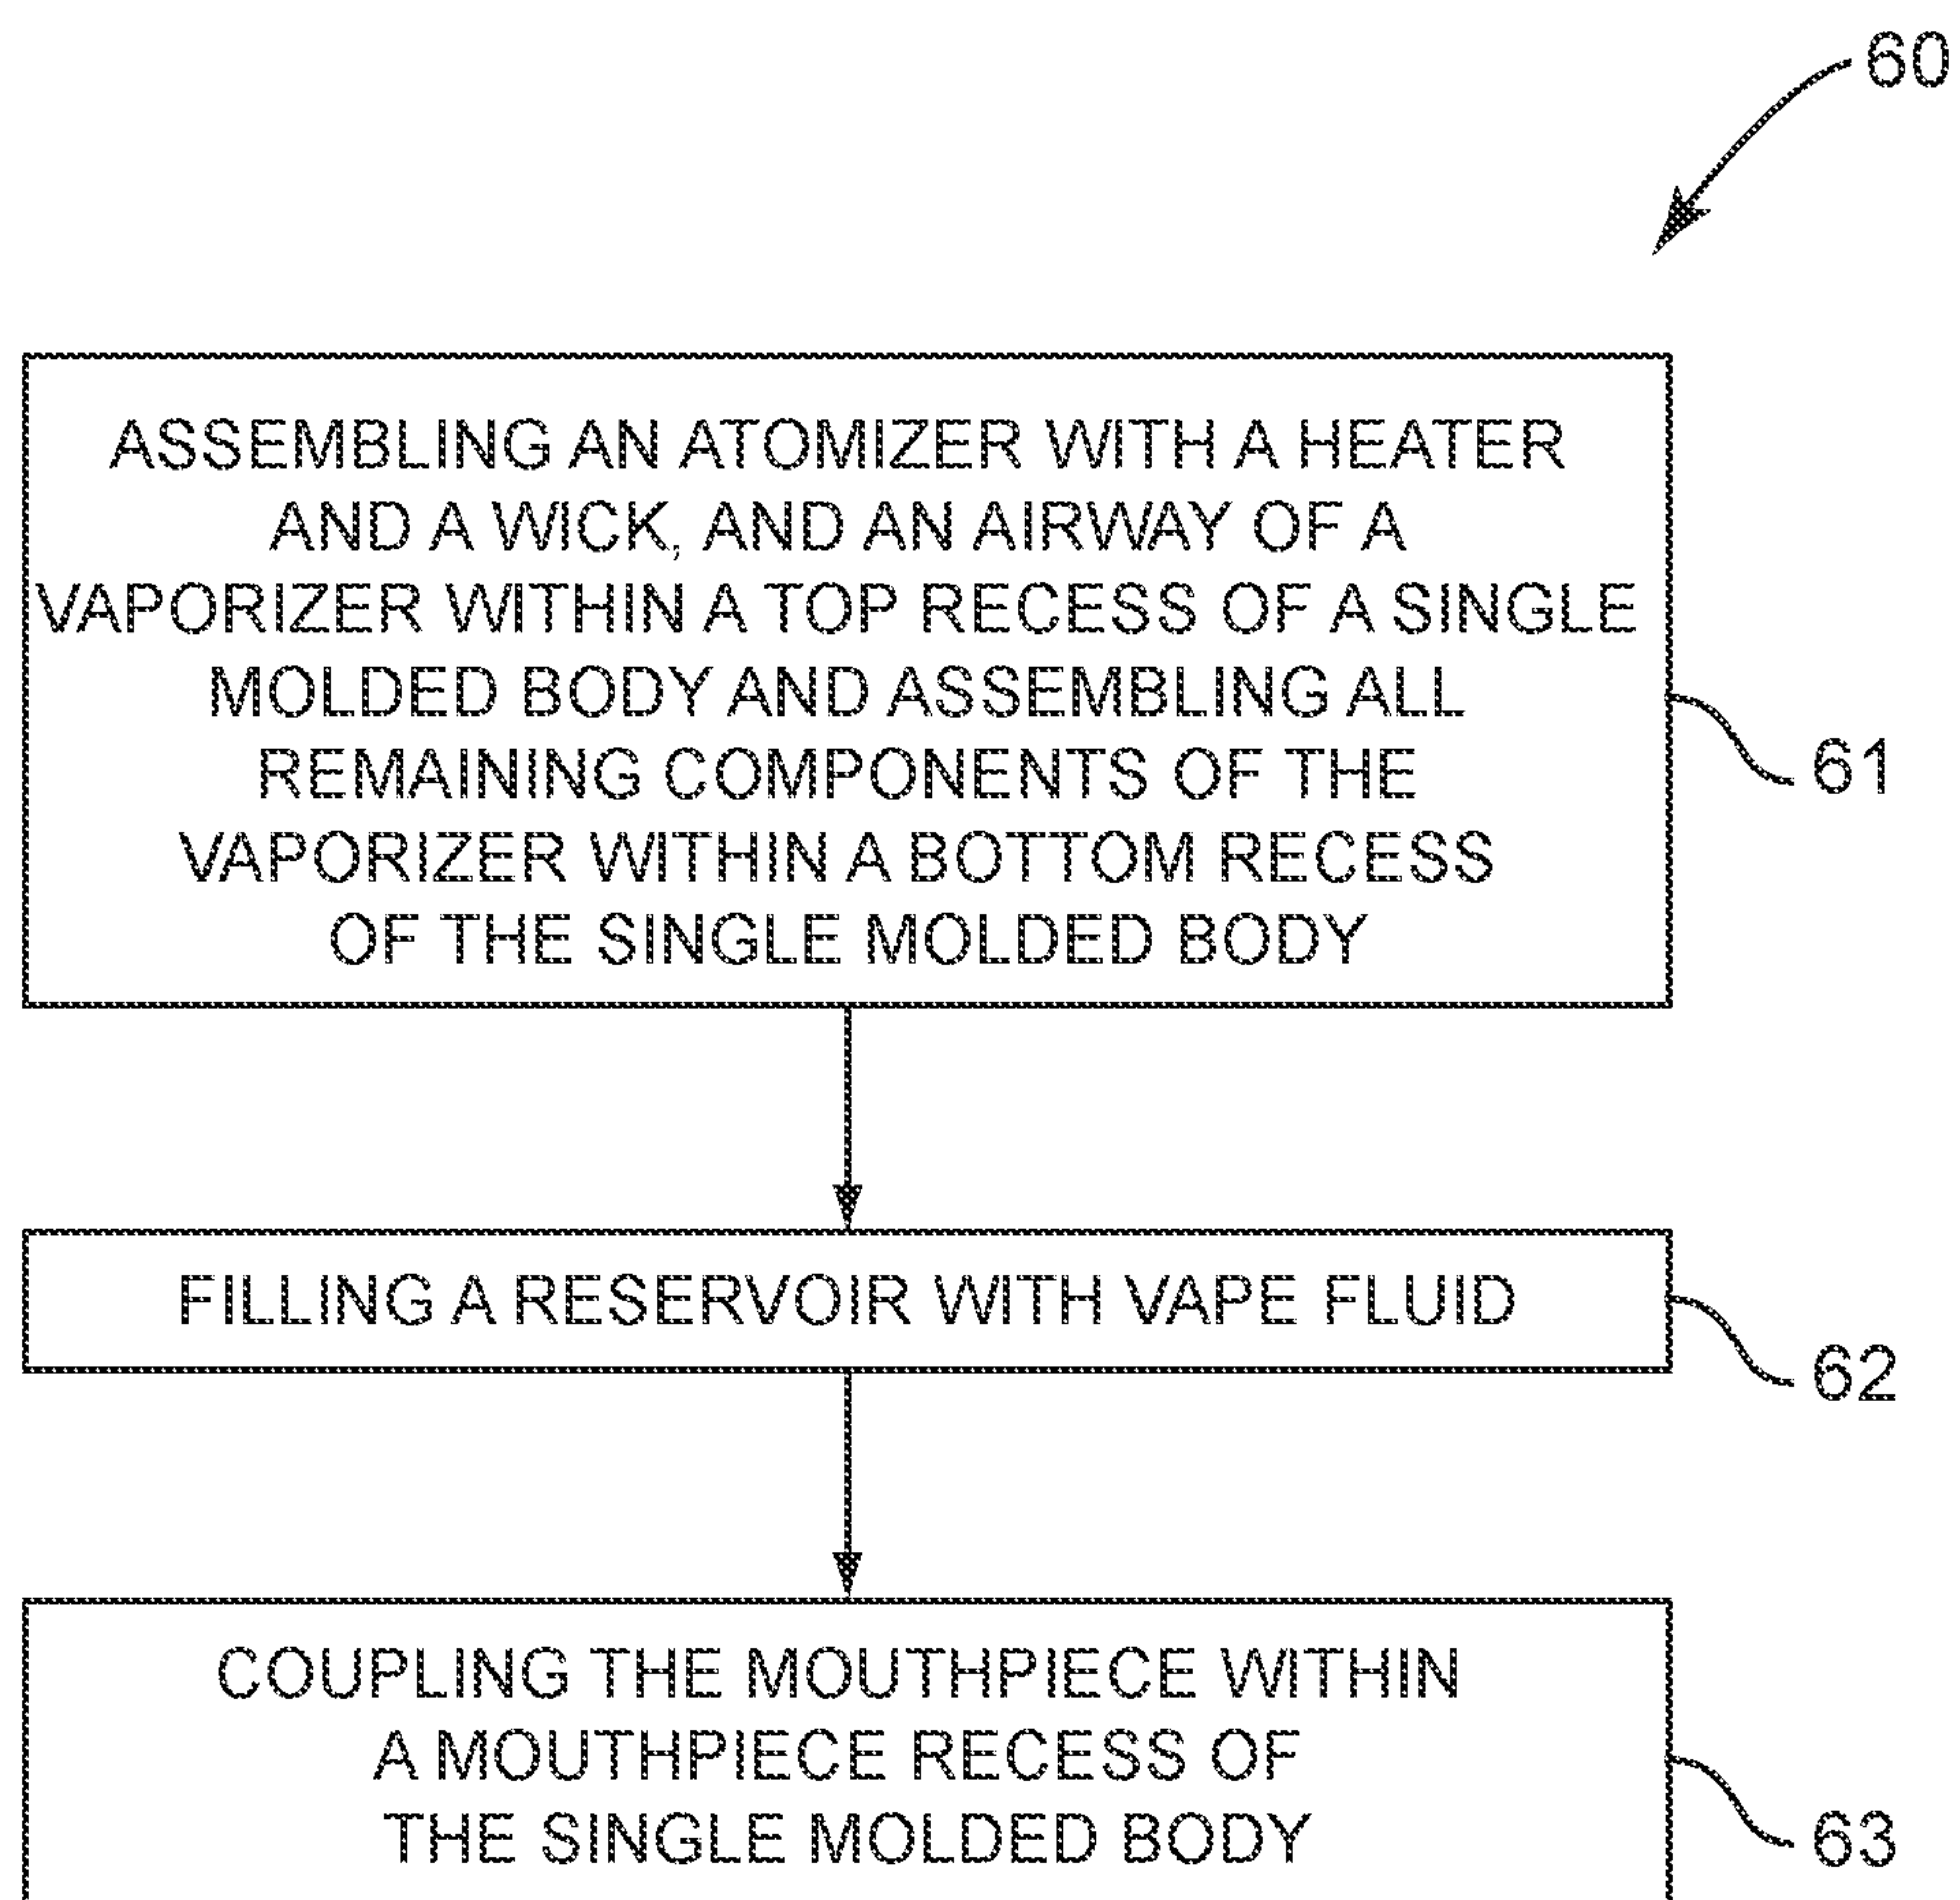 60
ASSEMBLING AN ATOMIZER WITH A HEATER
AND A WICK, AND AN AIRWAY OF A
VAPORIZER WITHIN A TOP RECESS OF A SINGLE
MOLDED BODY AND ASSEMBLING ALL
REMAINING COMPONENTS OF THE
VAPORIZER WITHIN A BOTTOM RECESS
OF THE SINGLE MOLDED BODY
61
FILLING A RESERVOIR WITH VAPE FLUID
62
COUPLING THE MOUTHPIECE WITHIN
A MOUTHPIECE RECESS OF
THE SINGLE MOLDED BODY
63